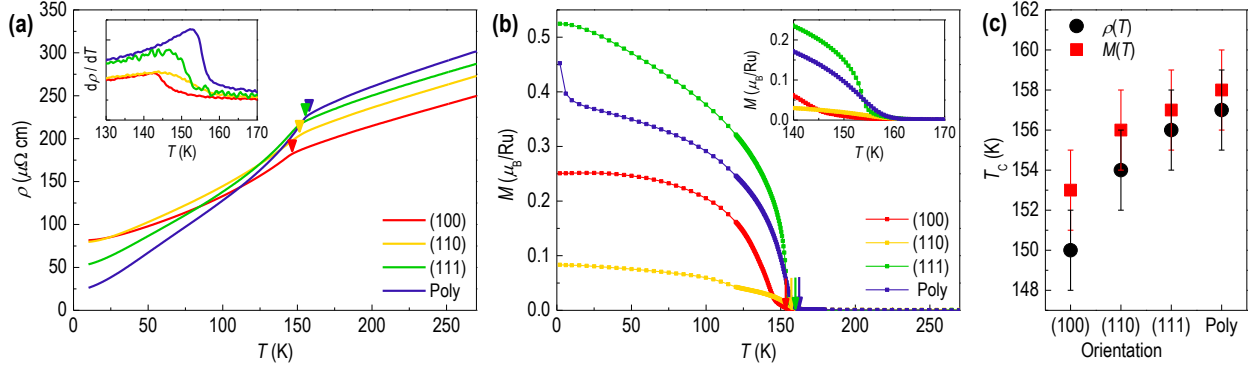 (a)
350
300
250
200
150
100
50
0
ρ (μΩ cm)
0 50 100 150 200 250
T (K)
dρ / dT
130 140 150 160 170
T (K)
(100)
(110)
(111)
Poly
(b)
0.5
0.4
0.3
0.2
0.1
0.0
M (μB/Ru)
0 50 100 150 200 250
T (K)
0.2
0.1
0.0
M (μB/Ru)
140 150 160 170
T (K)
(100)
(110)
(111)
Poly
(c)
ρ(T)
M(T)
162
160
158
156
154
152
150
148
TC (K)
(100) (110) (111) Poly
Orientation